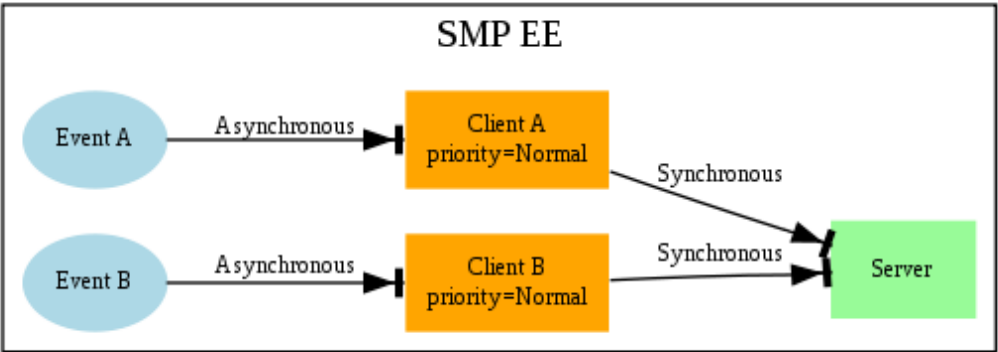 SMP EE
Event A
Asynchronous
Client A
priority=Normal
Synchronous
Event B
Asynchronous
Client B
priority=Normal
Synchronous
Server